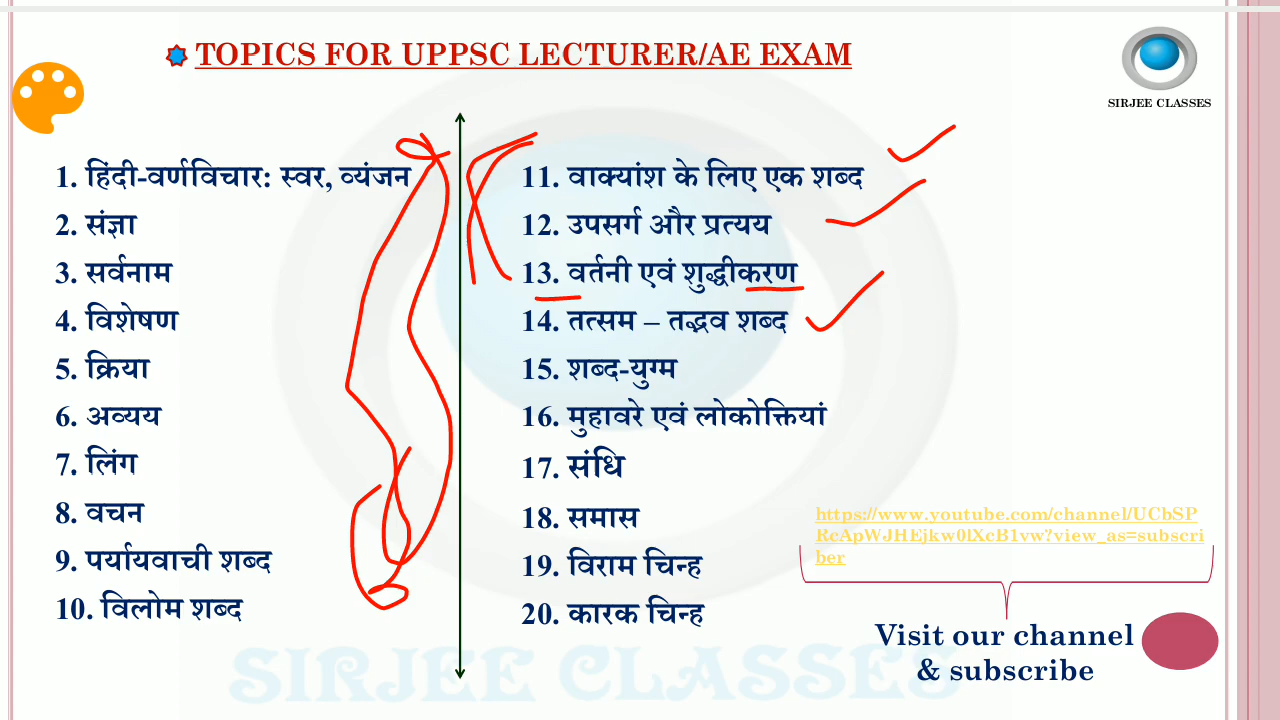 TOPICS FOR UPPSC LECTURER/AE EXAM
SIRJEE CLASSES
1. हिंदी-वर्णविचार: स्वर, व्यंजन
2. संज्ञा
3. सर्वनाम
4. विशेषण
5. क्रिया
6. अव्यय
7. लिंग
8. वचन
9. पर्यायवाची शब्द
10. विलोम शब्द
11. वाक्यांश के लिए एक शब्द
12. उपसर्ग और प्रत्यय
13. वर्तनी एवं शुद्धीकरण
14. तत्सम – तद्भव शब्द
15. शब्द-युग्म
16. मुहावरे एवं लोकोक्तियां
17. संधि
18. समास
19. विराम चिन्ह
20. कारक चिन्ह
https://www.youtube.com/channel/UCbSP
RcApWJHEjkw0lXcB1vw?view_as=subscri
ber
Visit our channel
& subscribe
SIRJEE CLASSES